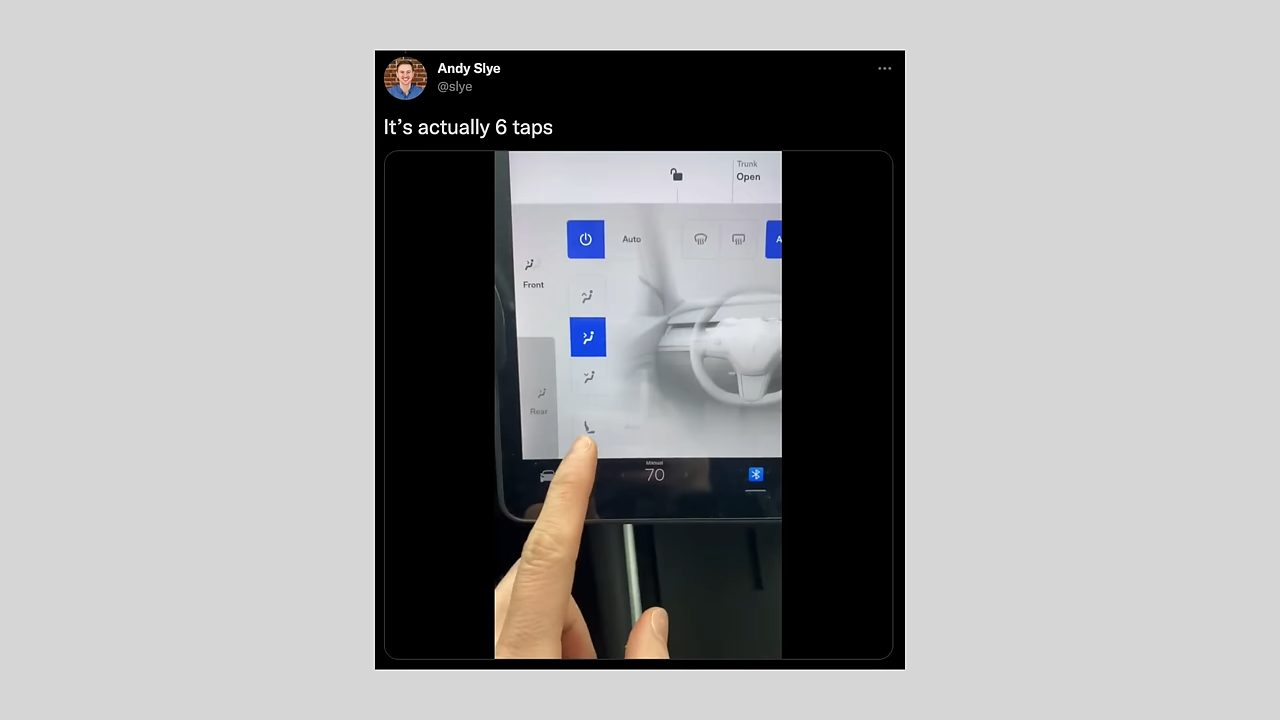 Andy Slye
@slye
It's actually 6 taps
Trunk
Open
Auto
A
Front
Rear
Manual
70